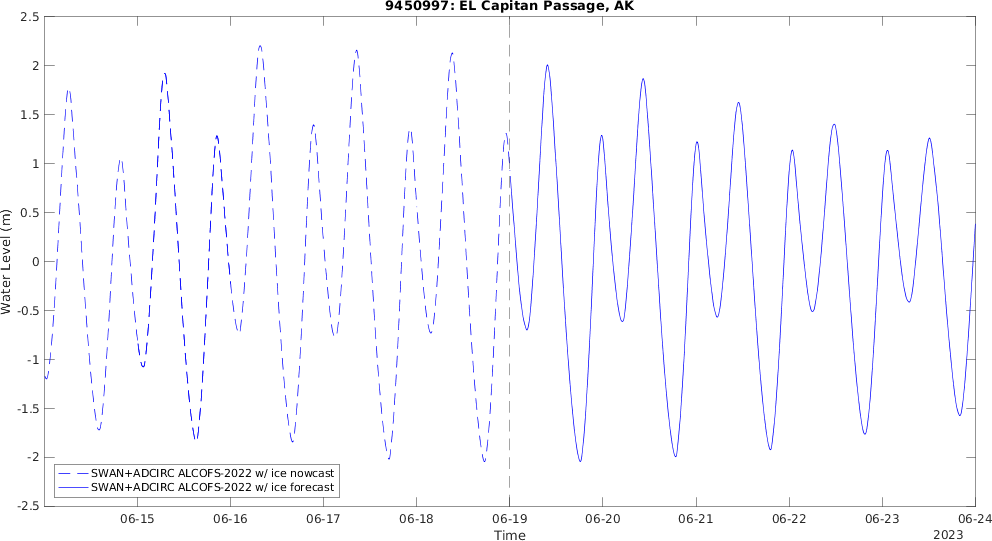 9450997: EL Capitan Passage, AK
2.5
2
1.5
1
0.5
0
-0.5
-1
-1.5
-2
-2.5
Water Level (m)
SWAN+ADCIRC ALCOFS-2022 w/ ice nowcast
SWAN+ADCIRC ALCOFS-2022 w/ ice forecast
06-15 06-16 06-17 06-18 06-19 06-20 06-21 06-22 06-23 06-24
Time
2023